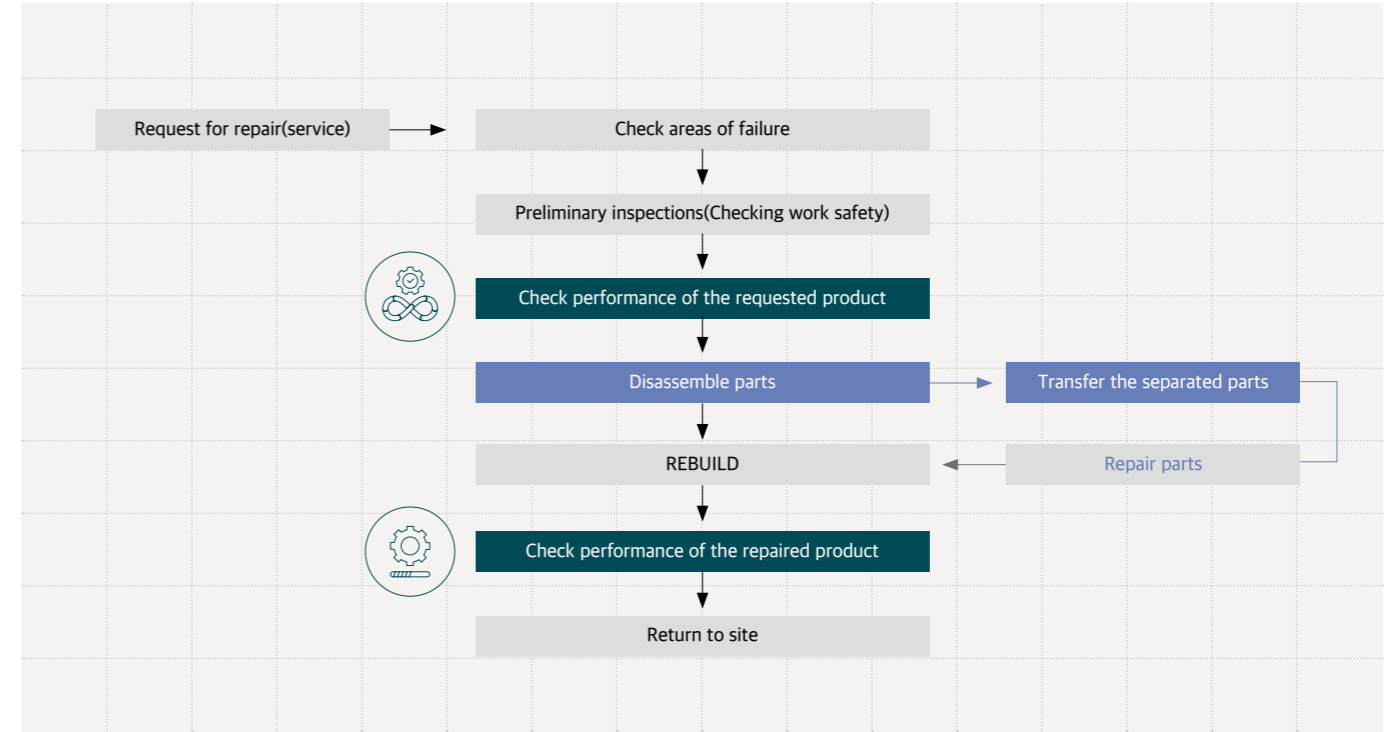 Request for repair(service)
Check areas of failure
Preliminary inspections(Checking work safety)
Check performance of the requested product
Disassemble parts
Transfer the separated parts
REBUILD
Repair parts
Check performance of the repaired product
Return to site